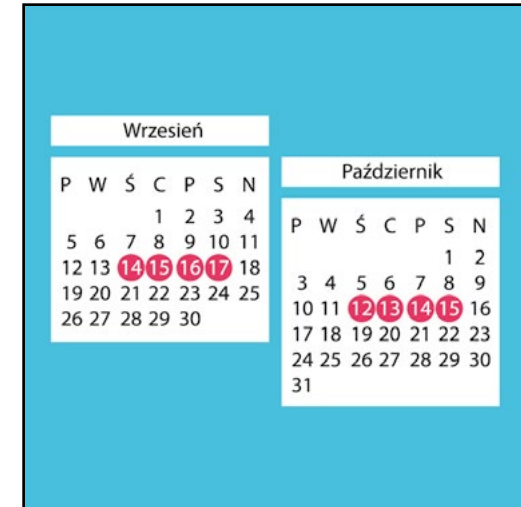 Wrzesień
P W Ś C P S N
1 2 3 4
5 6 7 8 9 10 11
12 13 14 15 16 17 18
19 20 21 22 23 24 25
26 27 28 29 30
Październik
P W Ś C P S N
1 2
3 4 5 6 7 8 9
10 11 12 13 14 15 16
17 18 19 20 21 22 23
24 25 26 27 28 29 30
31